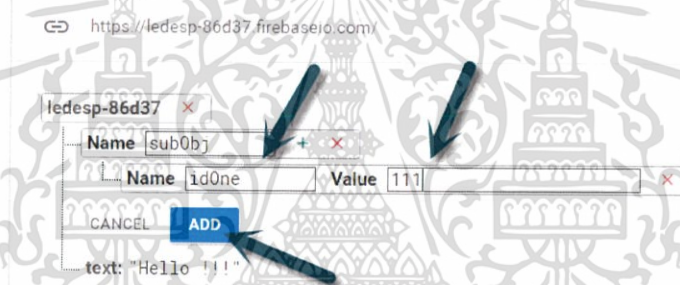 https://ledesp-86d37.firebaseio.com/
ledesp-86d37
Name subObj
Name idOne Value 111
CANCEL ADD
text: "Hello !!!"